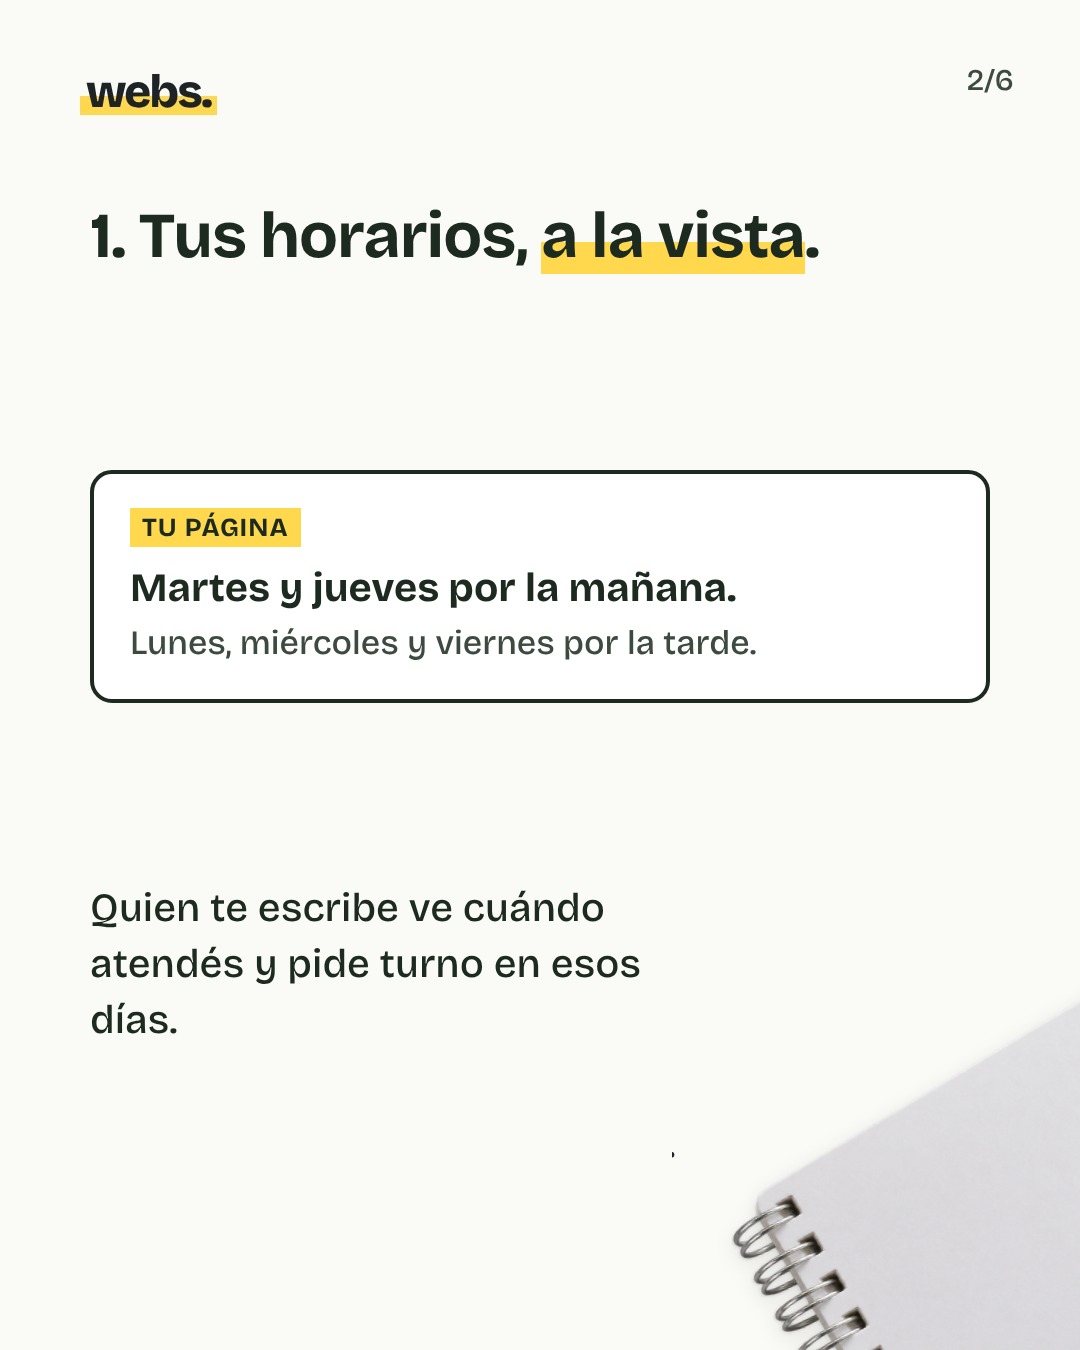 webs.
2/6
1. Tus horarios, a la vista.
TU PÁGINA
Martes y jueves por la mañana.
Lunes, miércoles y viernes por la tarde.
Quien te escribe ve cuándo
atendés y pide turno en esos
días.